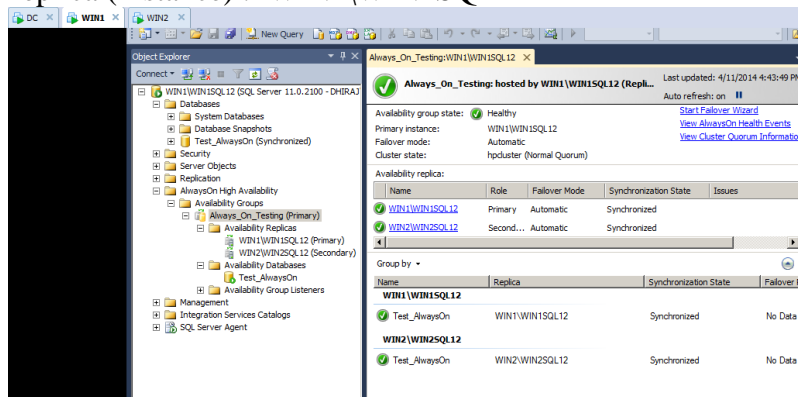 DC WIN1 WIN2
New Query
Object Explorer
Connect
WIN1\WIN1SQL12 (SQL Server 11.0.2100 - DHIRAJ
Databases
System Databases
Database Snapshots
Test_AlwaysOn (Synchronized)
Security
Server Objects
Replication
AlwaysOn High Availability
Availability Groups
Always_On_Testing (Primary)
Availability Replicas
WIN1\WIN1SQL12 (Primary)
WIN2\WIN2SQL12 (Secondary)
Availability Databases
Test_AlwaysOn
Availability Group Listeners
Management
Integration Services Catalogs
SQL Server Agent
Always_On_Testing:WIN1\WIN1SQL12
Always_On_Testing: hosted by WIN1\WIN1SQL12 (Repli...
Last updated: 4/11/2014 4:43:49 PM
Auto refresh: on
Availability group state: Healthy
Primary instance: WIN1\WIN1SQL12
Failover mode: Automatic
Cluster state: hpcluster (Normal Quorum)
Start Failover Wizard
View AlwaysOn Health Events
View Cluster Quorum Informatio
Availability replica:
Name Role Failover Mode Synchronization State Issues
WIN1\WIN1SQL12 Primary Automatic Synchronized
WIN2\WIN2SQL12 Second... Automatic Synchronized
Group by
Name Replica Synchronization State Failover
WIN1\WIN1SQL12
Test_AlwaysOn WIN1\WIN1SQL12 Synchronized No Data
WIN2\WIN2SQL12
Test_AlwaysOn WIN2\WIN2SQL12 Synchronized No Data